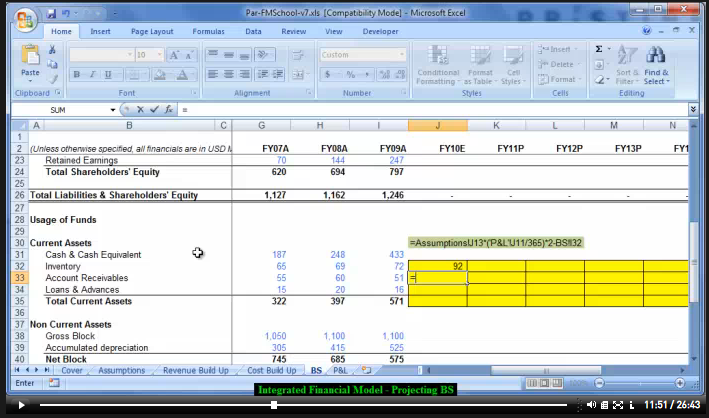 Par-FMSchool-v7.xls [Compatibility Mode] - Microsoft Excel
Home Insert Page Layout Formulas Data Review View Developer
Paste
Clipboard
10 A A
B I U A
Font
Alignment
Custom
$ % ,
Number
Conditional Formatting Format as Table Cell Styles
Styles
Insert
Delete
Format
Cells
Σ
Sort & Filter Find & Select
Editing
SUM =
A B C G H I J K L M N
1
2 (Unless otherwise specified, all financials are in USD M FY07A FY08A FY09A FY10E FY11P FY12P FY13P FY1
23 Retained Earnings 70 144 247
24 Total Shareholders' Equity 620 694 797
25
26 Total Liabilities & Shareholders' Equity 1,127 1,162 1,246 - - - -
27
28 Usage of Funds
29
30 Current Assets =Assumptions!J13*('P&L'!J11/365)*2-BS!I32
31 Cash & Cash Equivalent 187 248 433
32 Inventory 65 69 72 92
33 Account Receivables 55 60 51 =
34 Loans & Advances 15 20 16
35 Total Current Assets 322 397 571
36
37 Non Current Assets
38 Gross Block 1,050 1,100 1,100
39 Accumulated depreciation 305 415 525
40 Net Block 745 685 575
Cover Assumptions Revenue Build Up Cost Build Up BS P&L
Enter 100%
Integrated Financial Model - Projecting BS
11:51 / 26:43